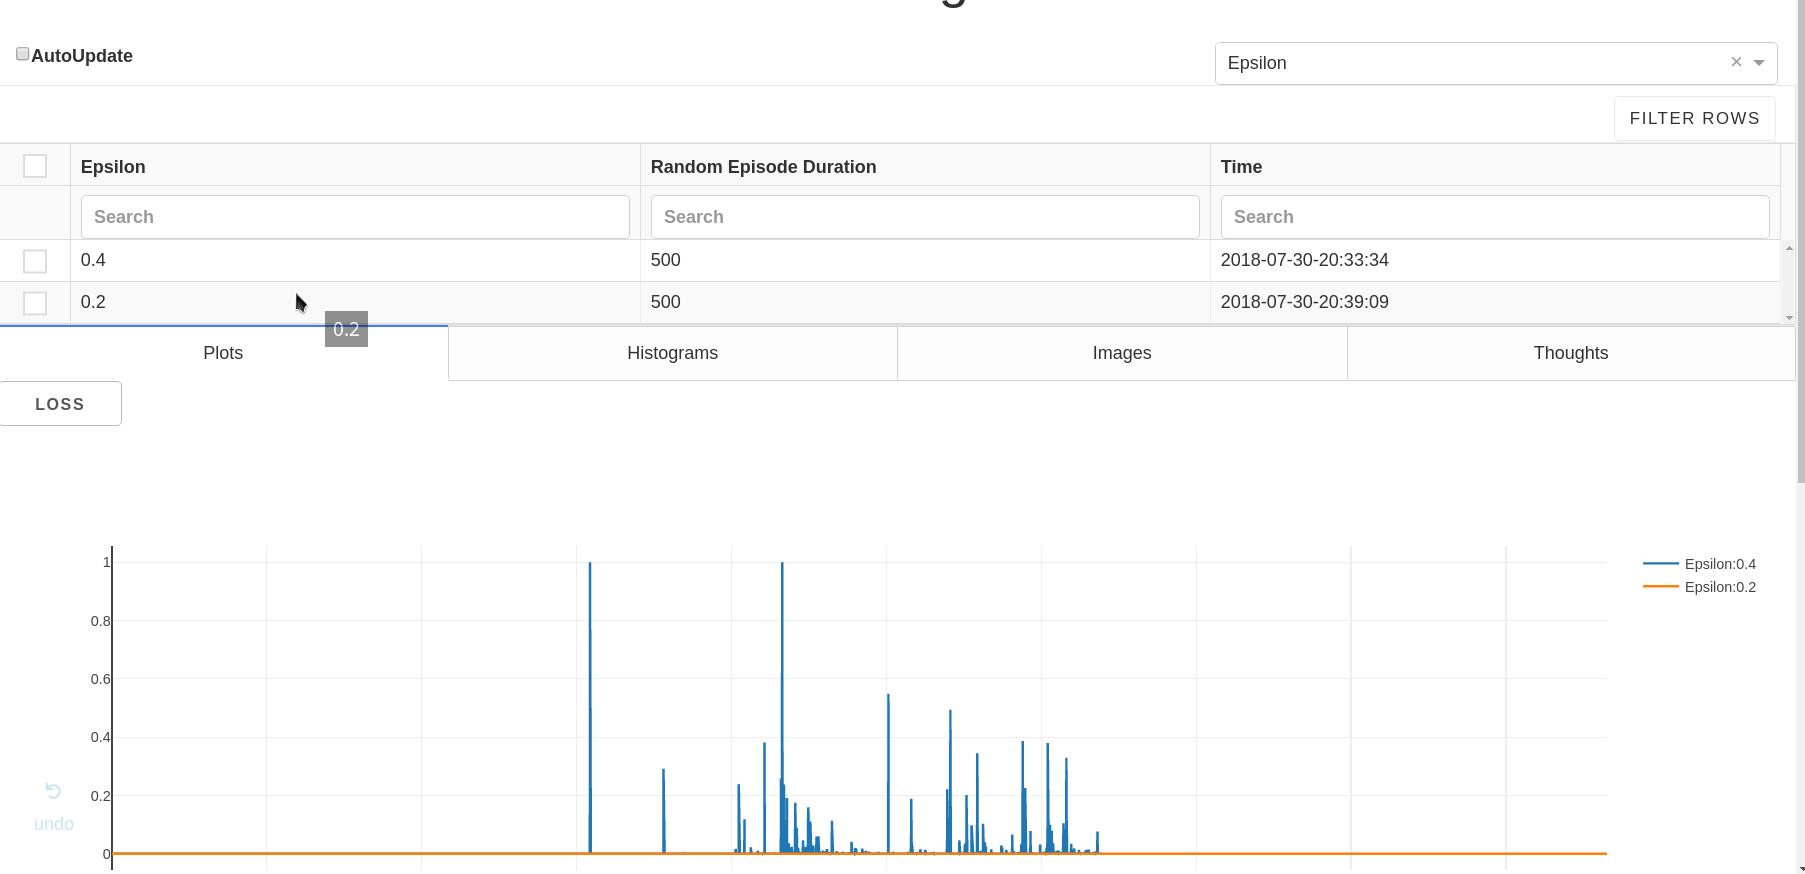 AutoUpdate
Epsilon ×
FILTER ROWS
Epsilon Random Episode Duration Time
Search Search Search
0.4 500 2018-07-30-20:33:34
0.2 500 2018-07-30-20:39:09
0.2
Plots Histograms Images Thoughts
LOSS
1
0.8
0.6
0.4
0.2
0
Epsilon:0.4
Epsilon:0.2
undo